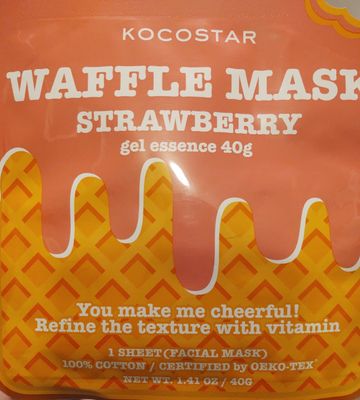 KOCOSTAR
WAFFLE MASK
STRAWBERRY
gel essence 40g
You make me cheerful!
Refine the texture with vitamin
1 SHEET (FACIAL MASK)
100% COTTON / CERTIFIED by OEKO-TEX®
NET WT. 1.41 OZ / 40G